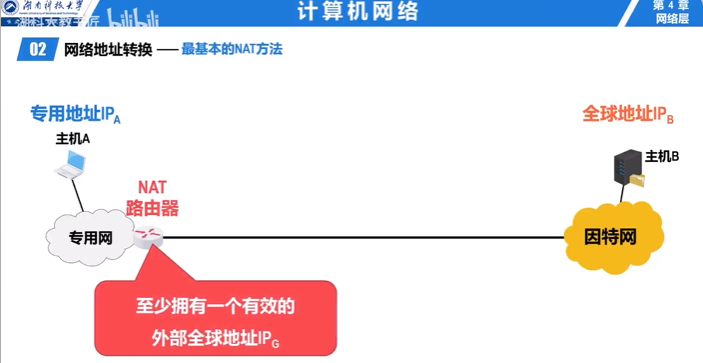 湖南科技大学
湖科大教书匠 bilibili
计算机网络
第 4 章
网络层
02 网络地址转换 —— 最基本的NAT方法
专用地址IPA
全球地址IPB
主机A
主机B
NAT
路由器
专用网
因特网
至少拥有一个有效的
外部全球地址IPG